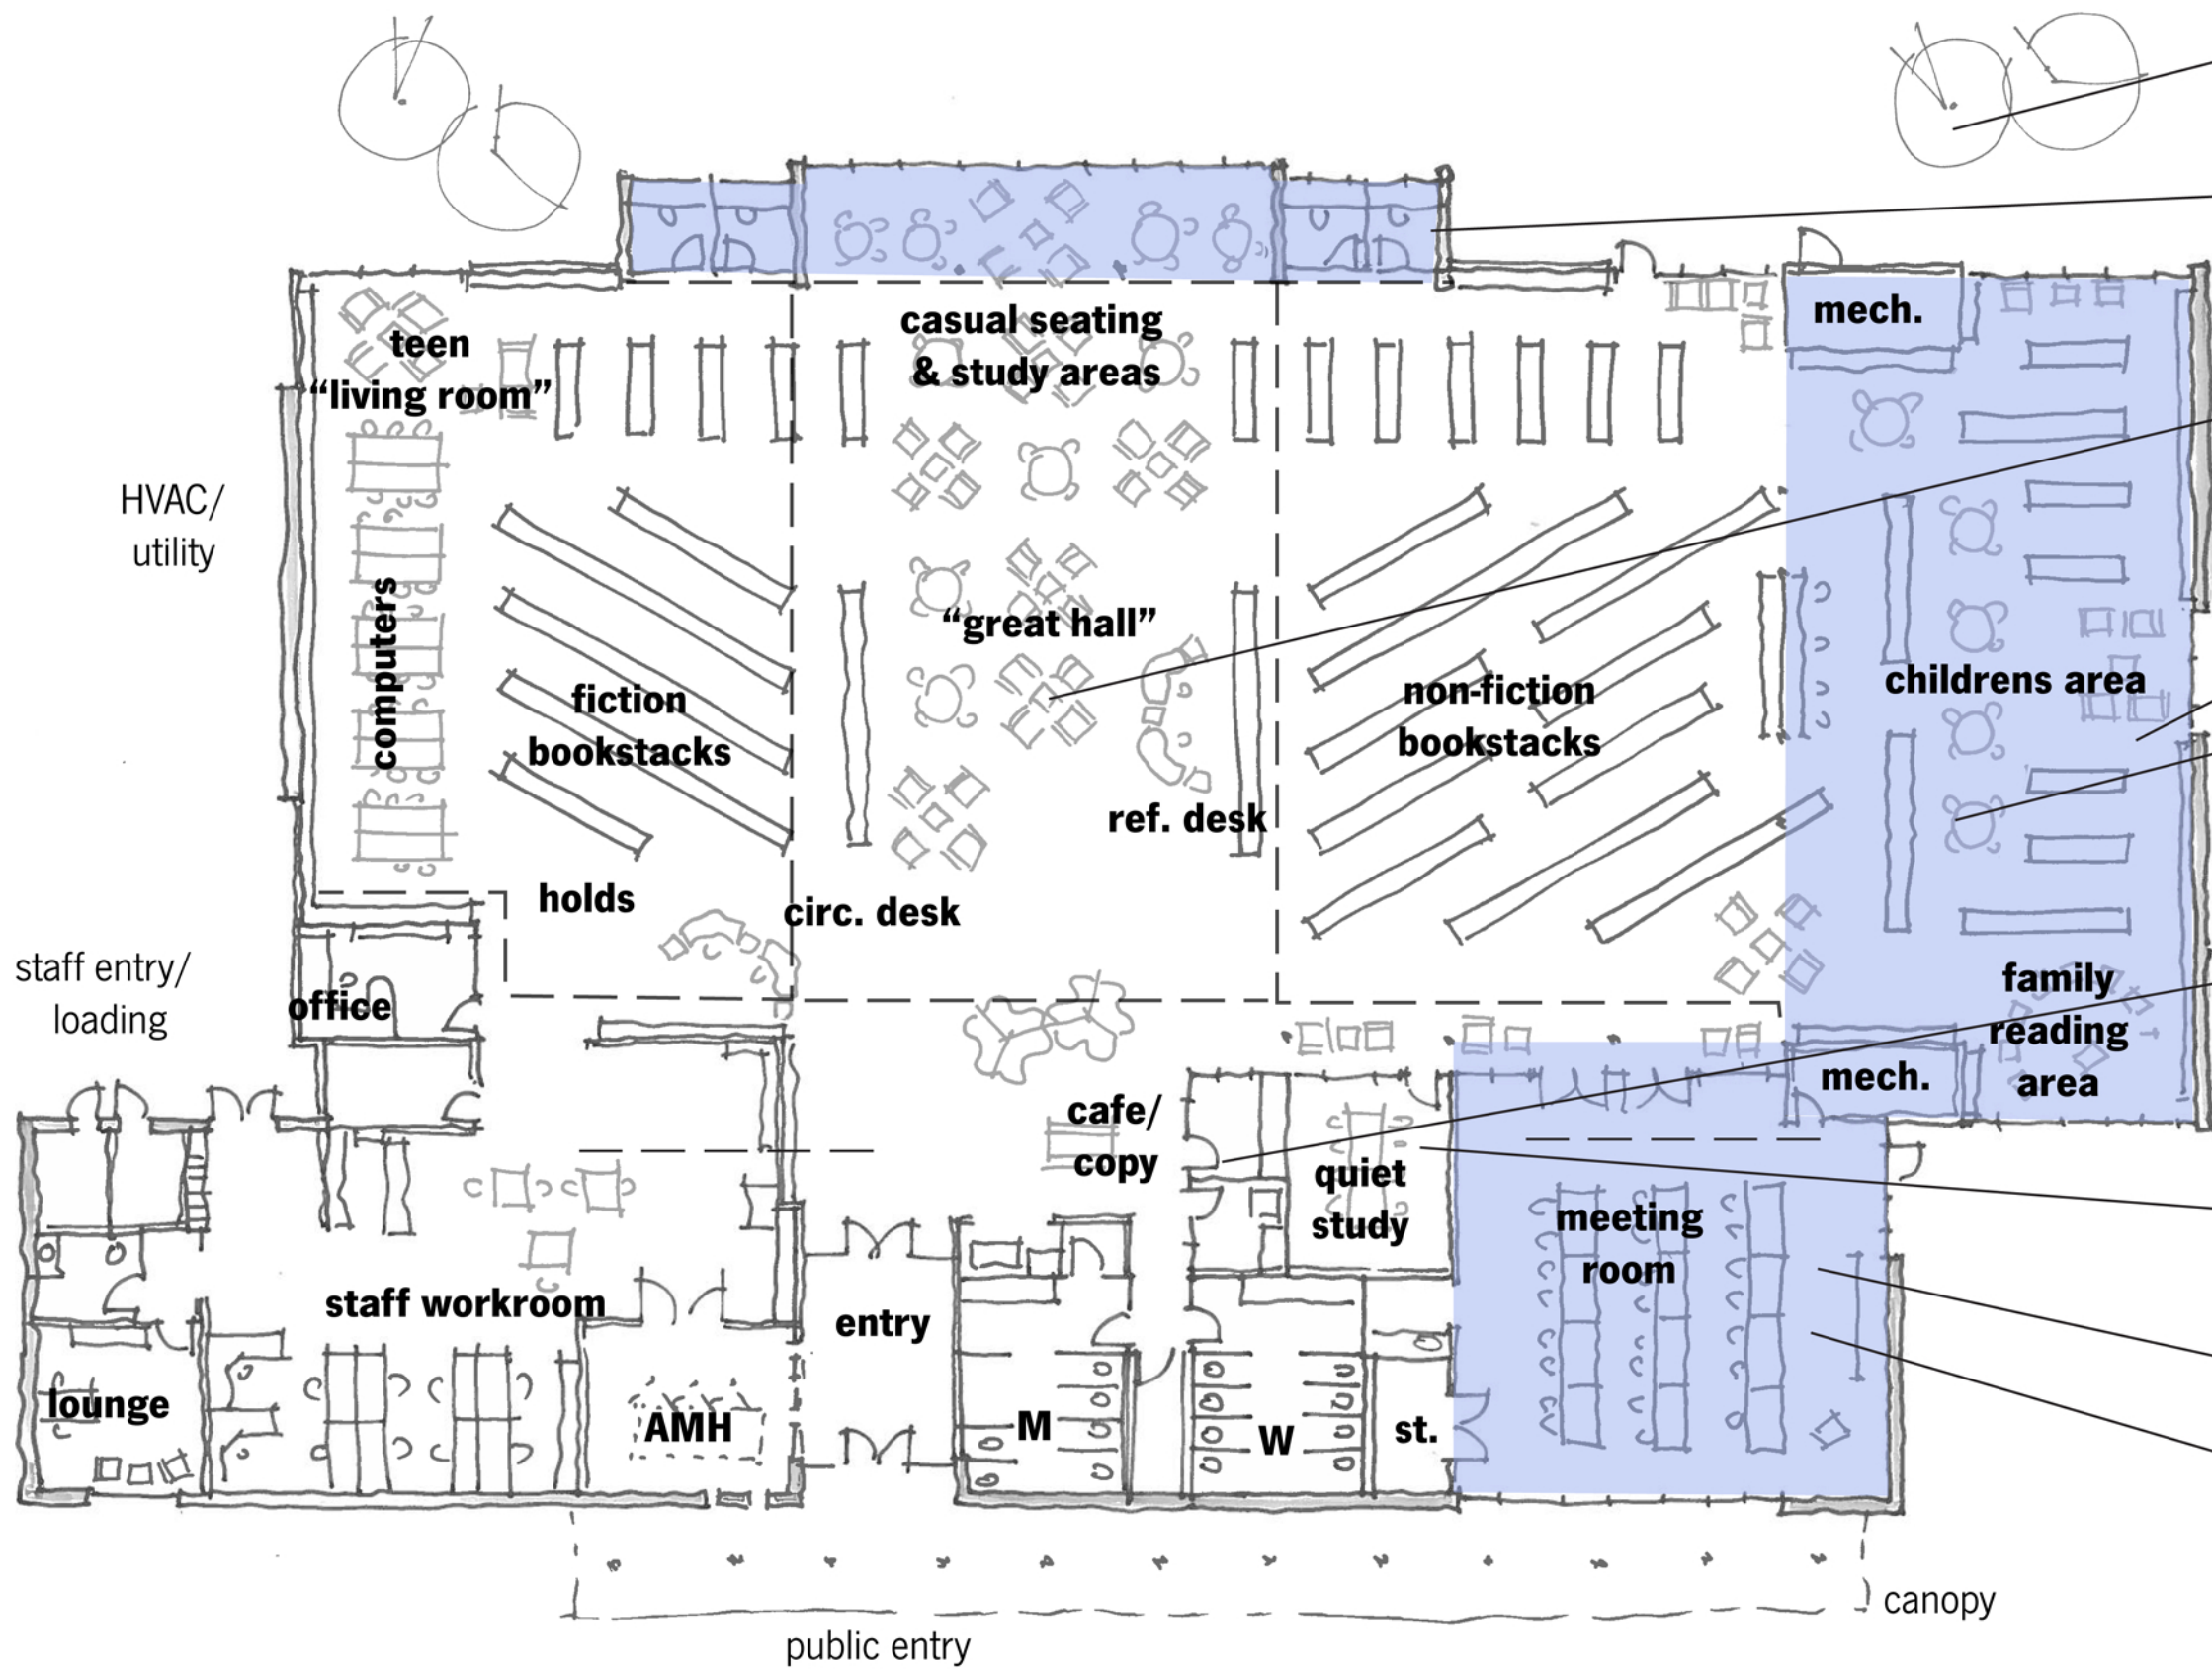 mech.
casual seating
& study areas
teen
“living room”
HVAC/
utility
computers
“great hall”
fiction
bookstacks
non-fiction
bookstacks
childrens area
ref. desk
holds
circ. desk
staff entry/
loading
office
family
reading
area
mech.
cafe/
copy
quiet
study
meeting
room
staff workroom
entry
lounge
AMH
M
W
st.
canopy
public entry